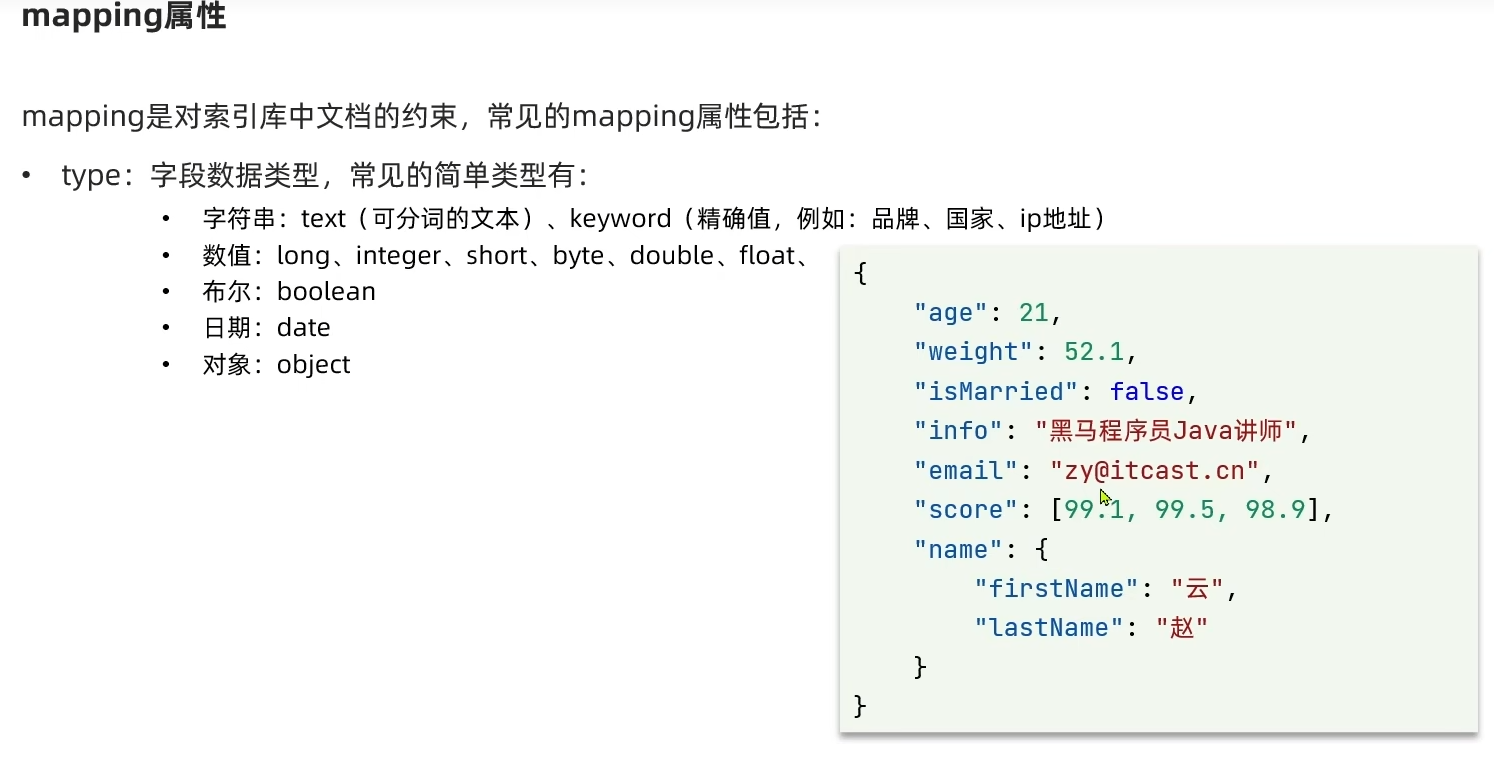 mapping属性
mapping是对索引库中文档的约束，常见的mapping属性包括：
• type：字段数据类型，常见的简单类型有：
• 字符串：text（可分词的文本）、keyword（精确值，例如：品牌、国家、ip地址）
• 数值：long、integer、short、byte、double、float、
• 布尔：boolean
• 日期：date
• 对象：object
{
    "age": 21,
    "weight": 52.1,
    "isMarried": false,
    "info": "黑马程序员Java讲师",
    "email": "zy@itcast.cn",
    "score": [99.1, 99.5, 98.9],
    "name": {
        "firstName": "云",
        "lastName": "赵"
    }
}